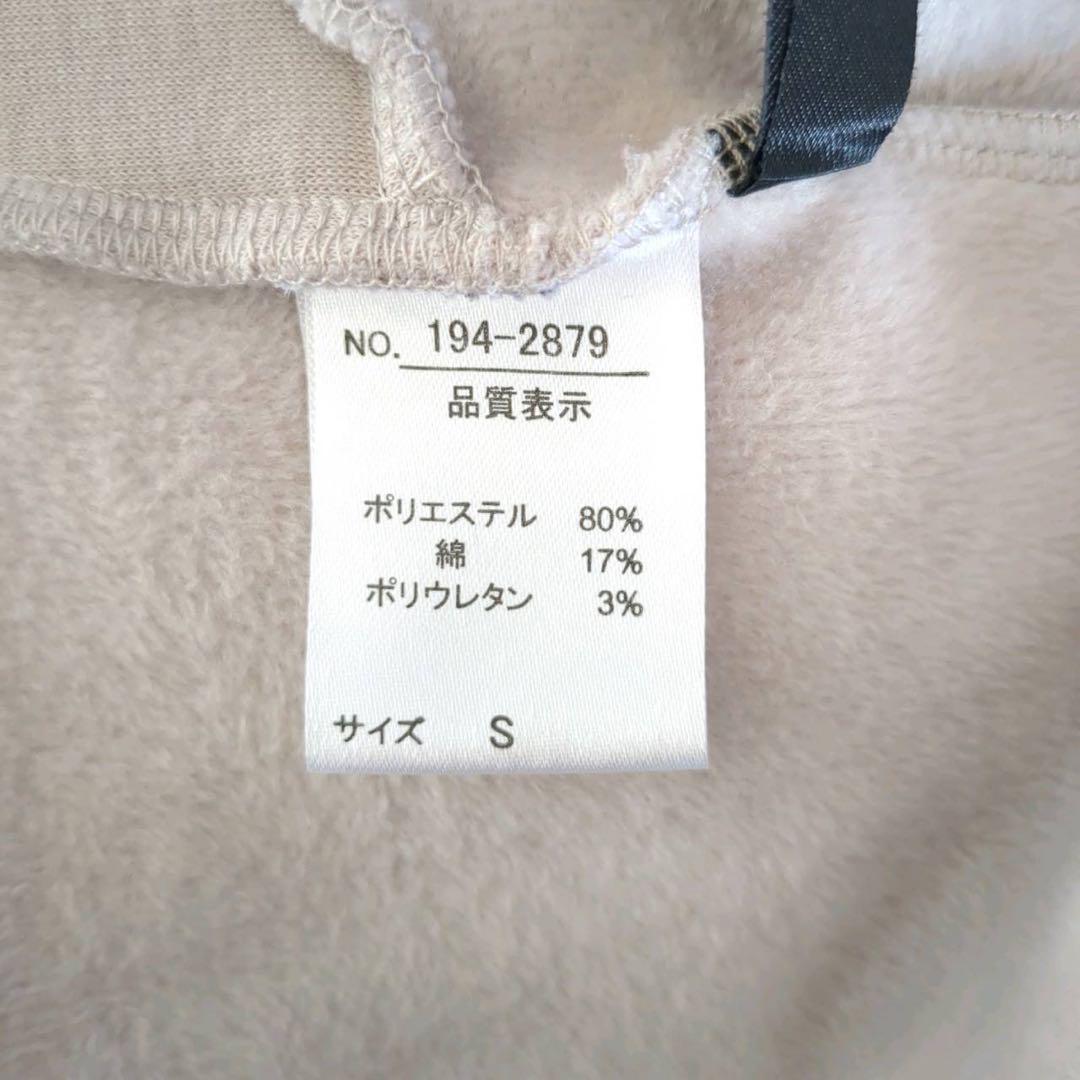 NO. 194-2879
品質表示
ポリエステル 80%
綿 17%
ポリウレタン 3%
サイズ S